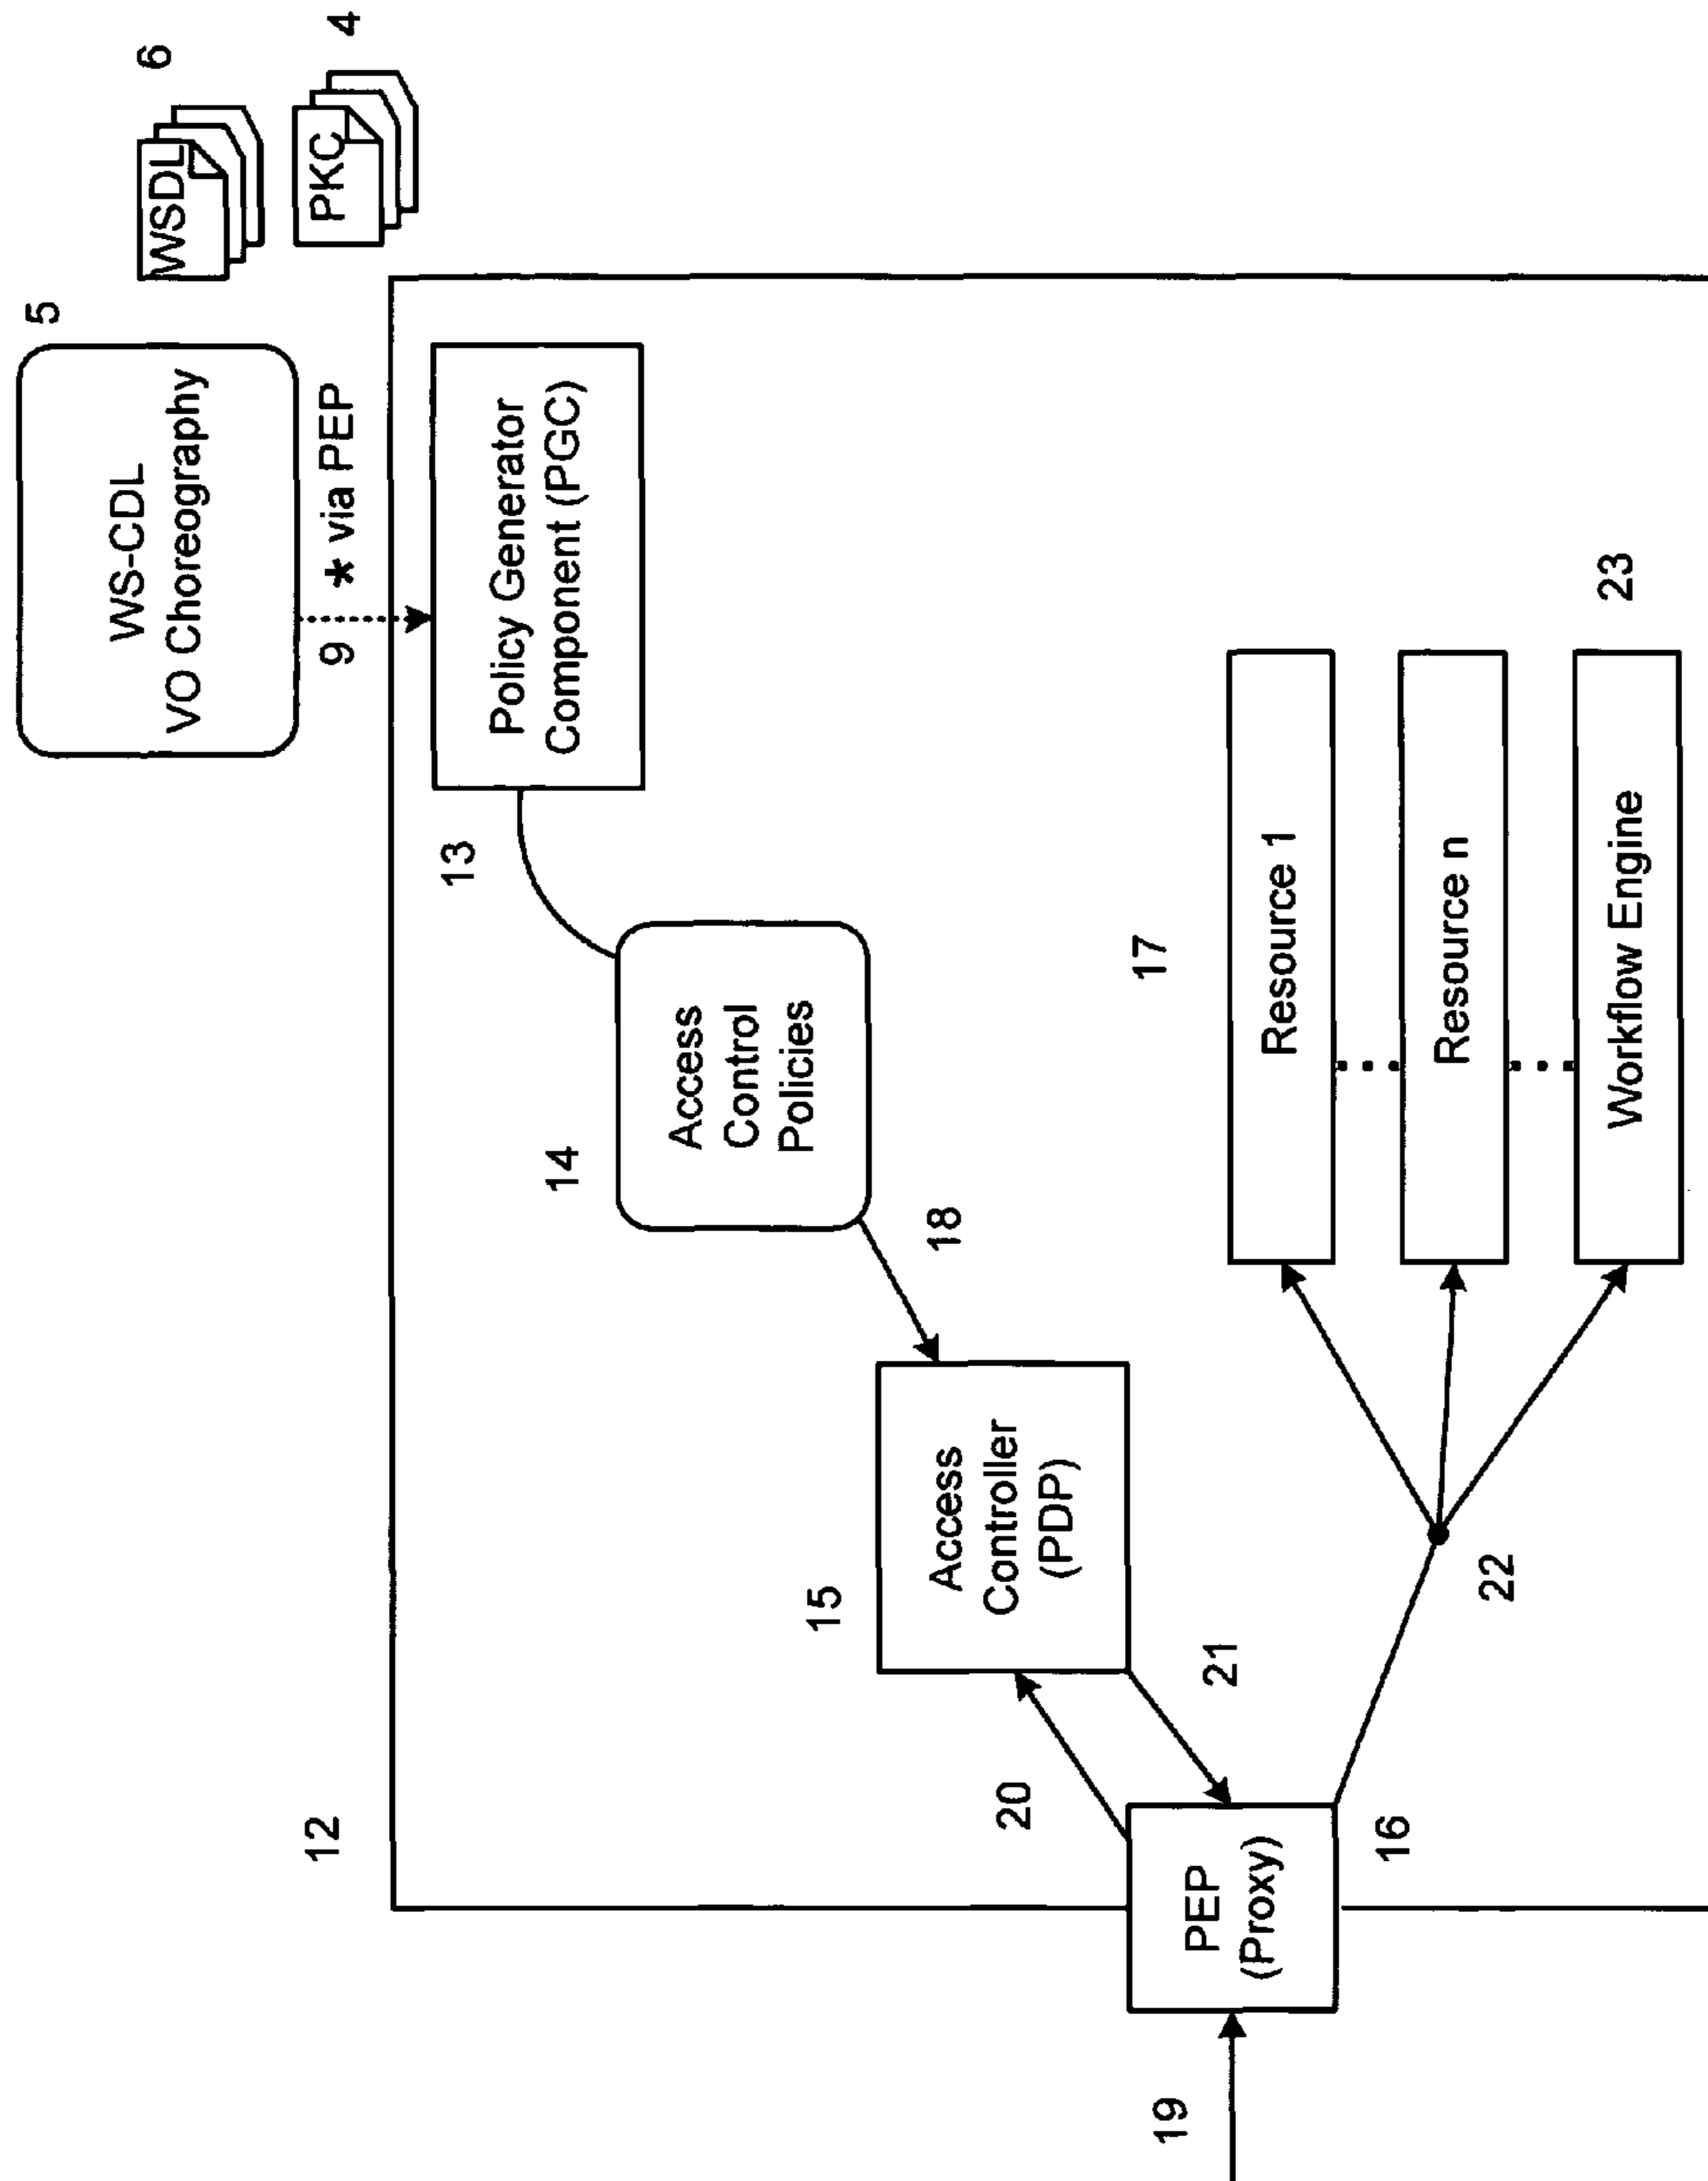 5
WS-CDL
VO Choreography
WSDL
6
PKC
4
9
* via PEP
12
Policy Generator
Component (PGC)
13
14
Access
Control
Policies
18
15
Access
Controller
(PDP)
20
21
19
PEP
(Proxy)
16
22
17
Resource 1
Resource n
Workflow Engine
23